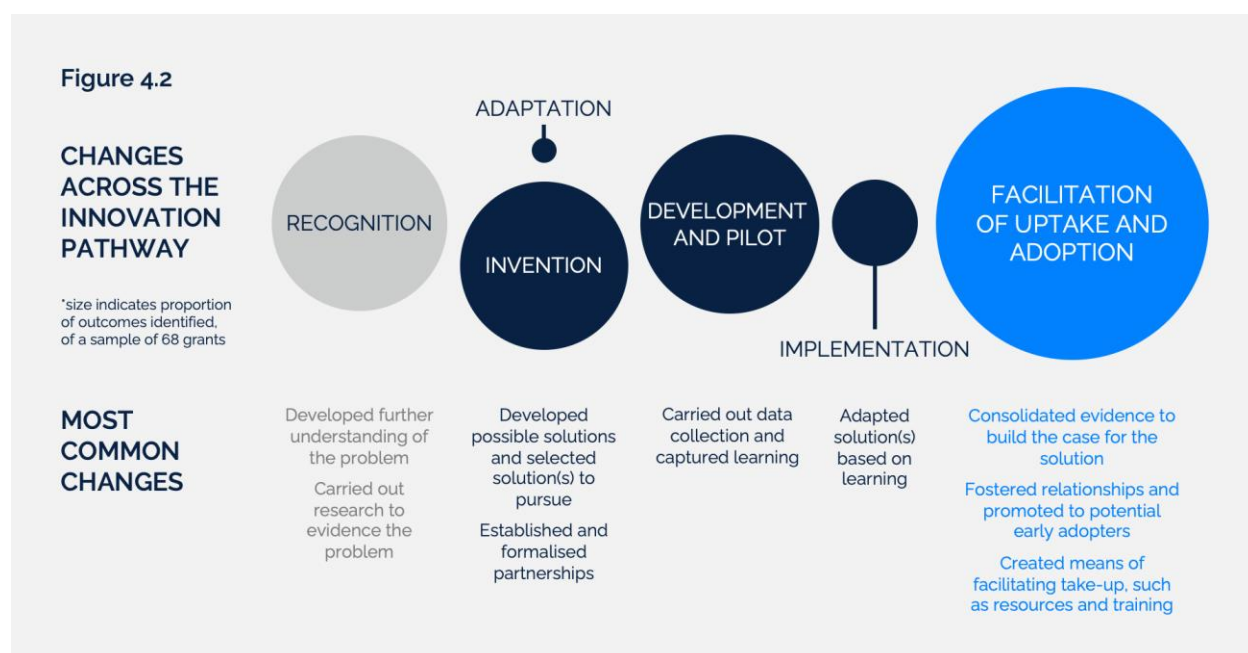 Figure 4.2
CHANGES
ACROSS THE
INNOVATION
PATHWAY
*size indicates proportion
of outcomes identified,
of a sample of 68 grants
RECOGNITION
ADAPTATION
INVENTION
DEVELOPMENT
AND PILOT
IMPLEMENTATION
FACILITATION
OF UPTAKE AND
ADOPTION
MOST
COMMON
CHANGES
Developed further
understanding of
the problem
Carried out
research to
evidence the
problem
Developed
possible solutions
and selected
solution(s) to
pursue
Established and
formalised
partnerships
Carried out data
collection and
captured learning
Adapted
solution(s)
based on
learning
Consolidated evidence to
build the case for the
solution
Fostered relationships and
promoted to potential
early adopters
Created means of
facilitating take-up, such
as resources and training